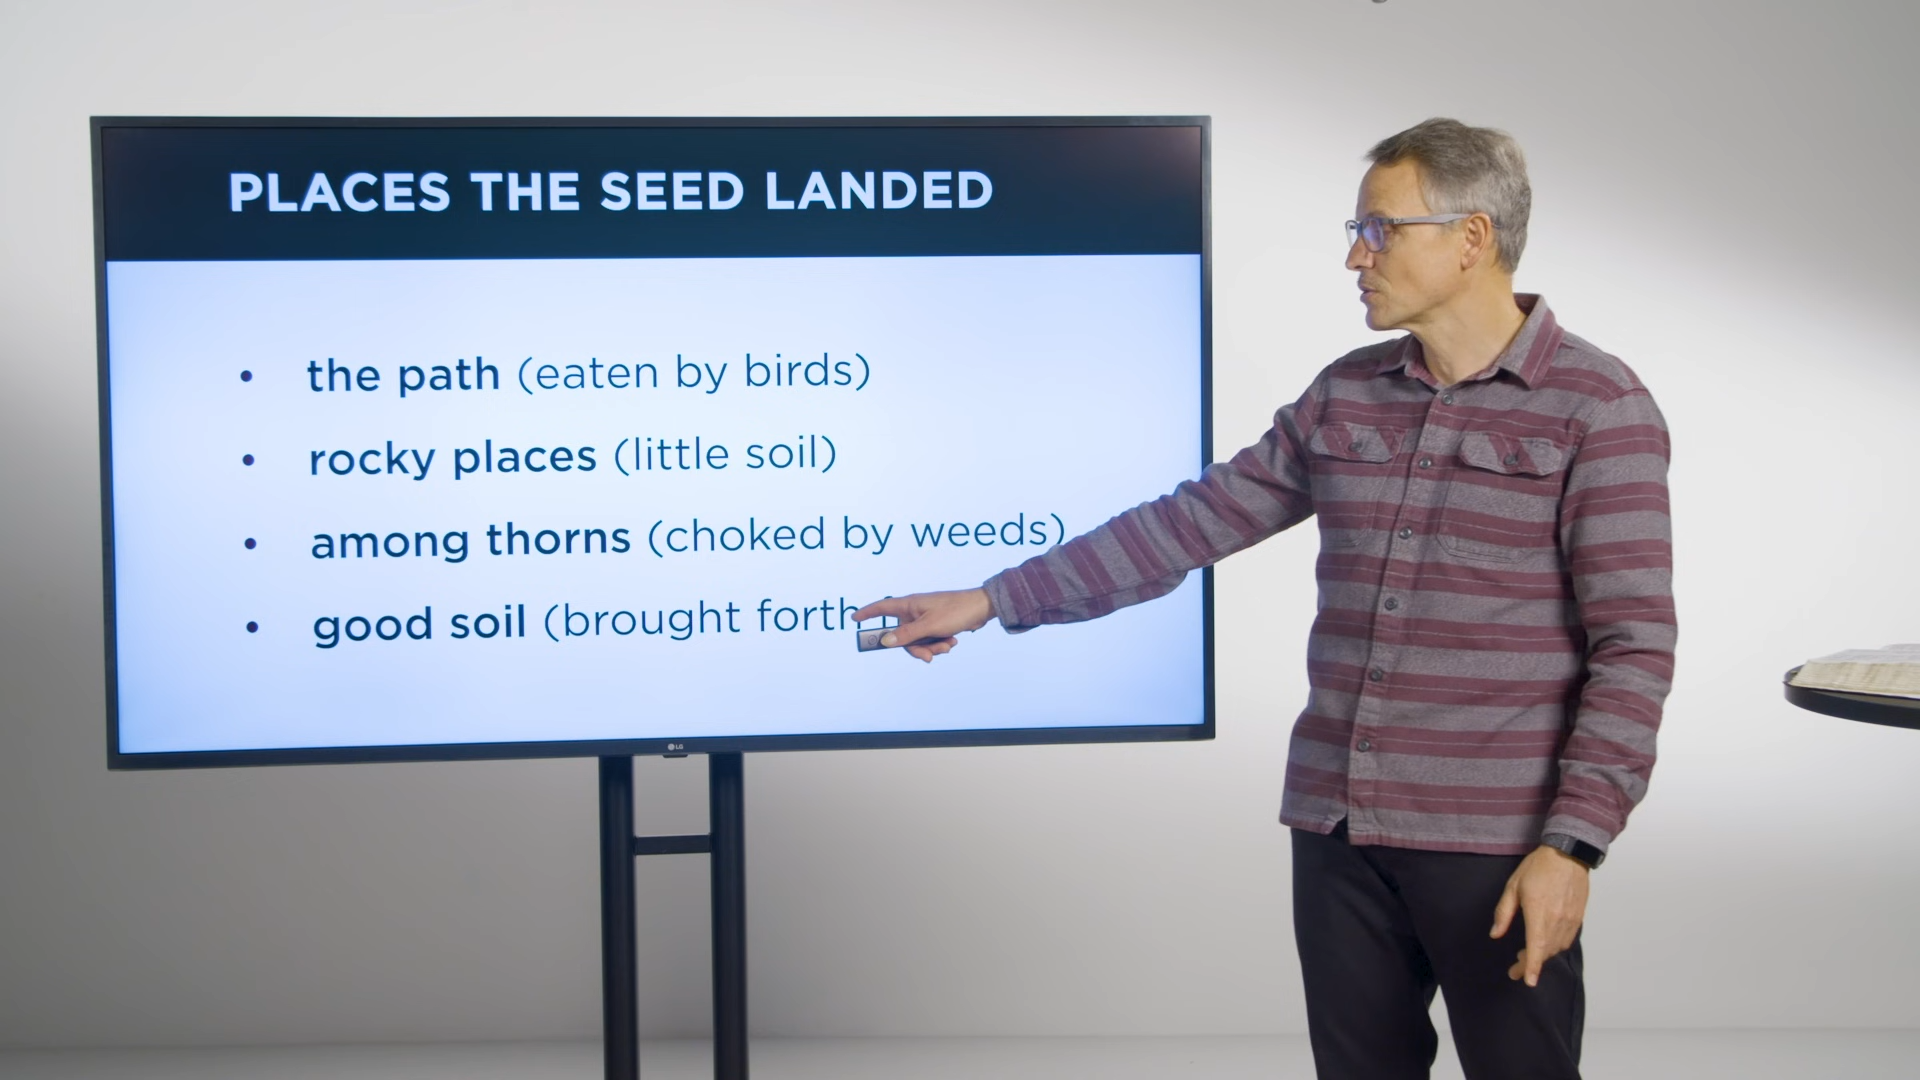 PLACES THE SEED LANDED
• the path (eaten by birds)
• rocky places (little soil)
• among thorns (choked by weeds)
• good soil (brought forth
LG